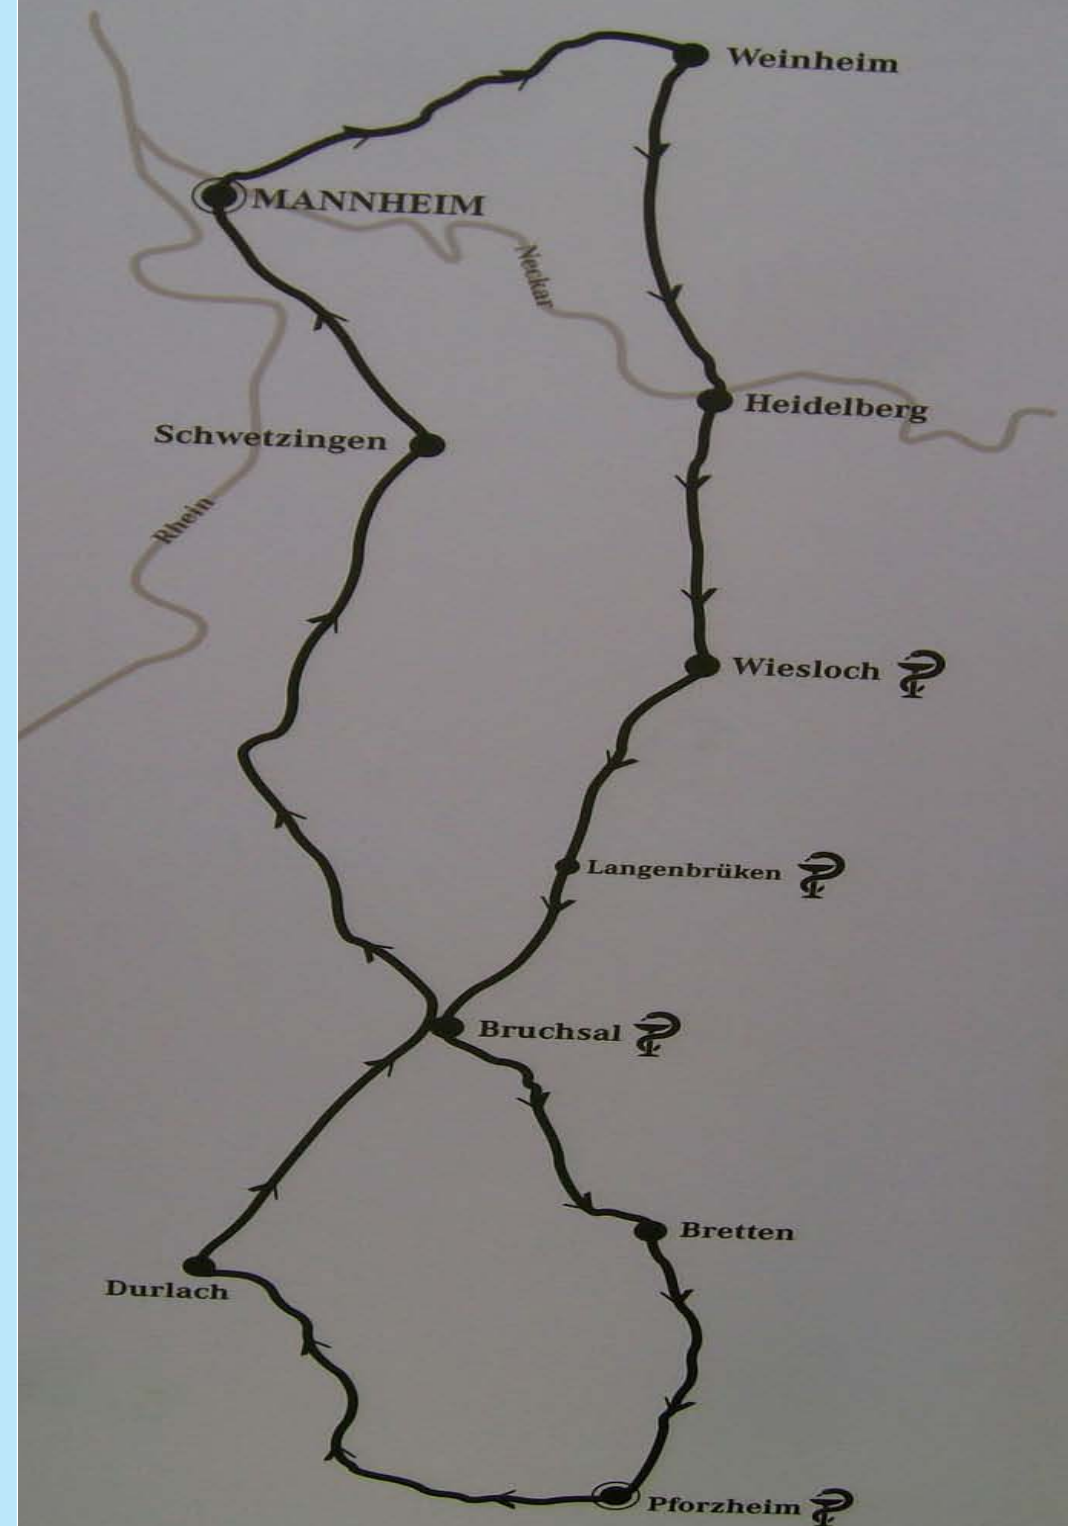 Weinheim
MANNHEIM
Neckar
Heidelberg
Schwetzingen
Rhein
Wiesloch
Langenbrüken
Bruchsal
Bretten
Durlach
Pforzheim